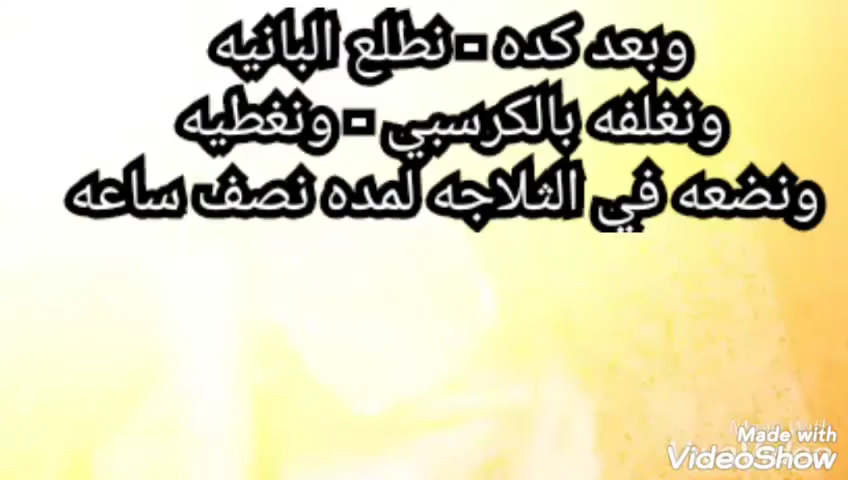 وبعد كده - نطلع البانيه
ونغلفه بالكرسبي - ونغطيه
ونضعه في الثلاجه لمده نصف ساعه
Made with
VideoShow